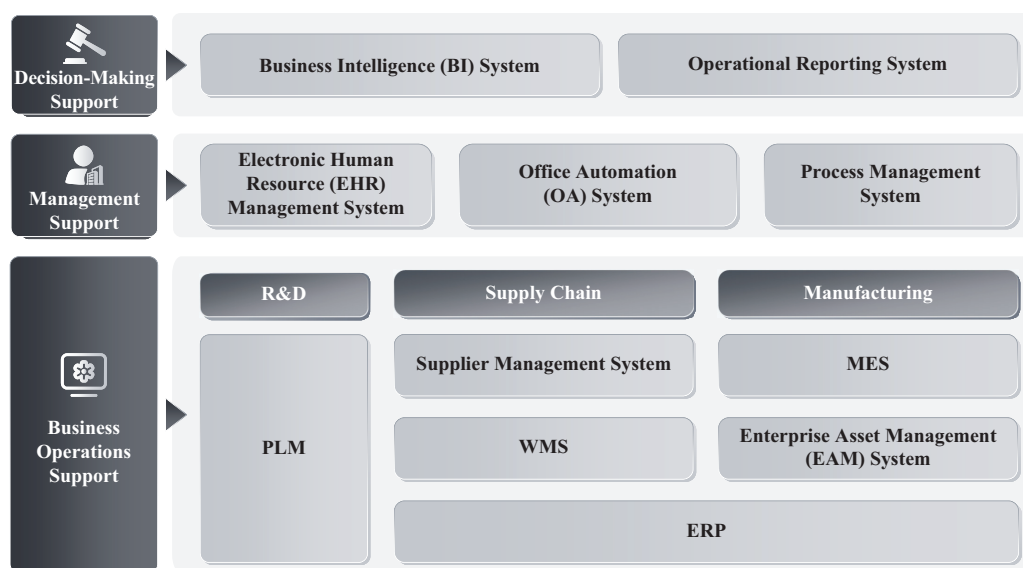 Decision-Making
Support
Business Intelligence (BI) System
Operational Reporting System
Management
Support
Electronic Human
Resource (EHR)
Management System
Office Automation
(OA) System
Process Management
System
Business
Operations
Support
R&D
Supply Chain
Manufacturing
PLM
Supplier Management System
MES
WMS
Enterprise Asset Management
(EAM) System
ERP